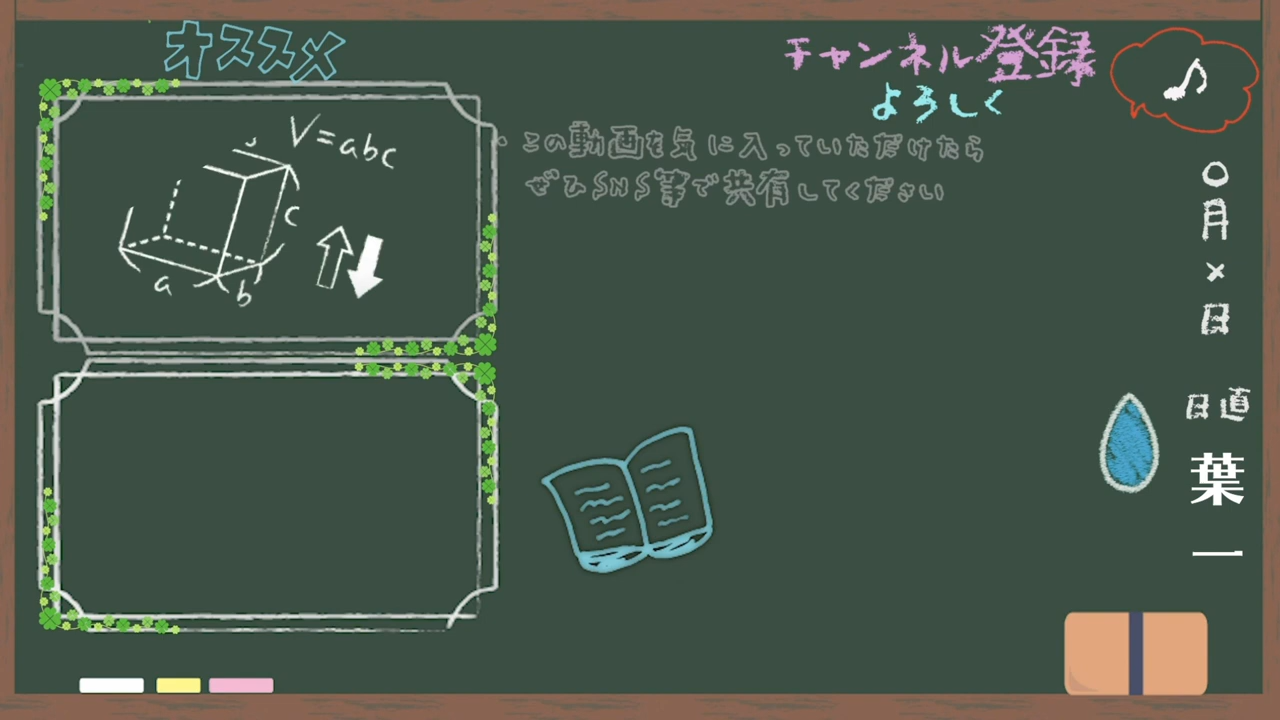 オススメ
チャンネル登録
よろしく
・この動画を気に入っていただけたら
ぜひSNS等で共有してください
V=abc
c
a
b
〇月×日
日直
葉一